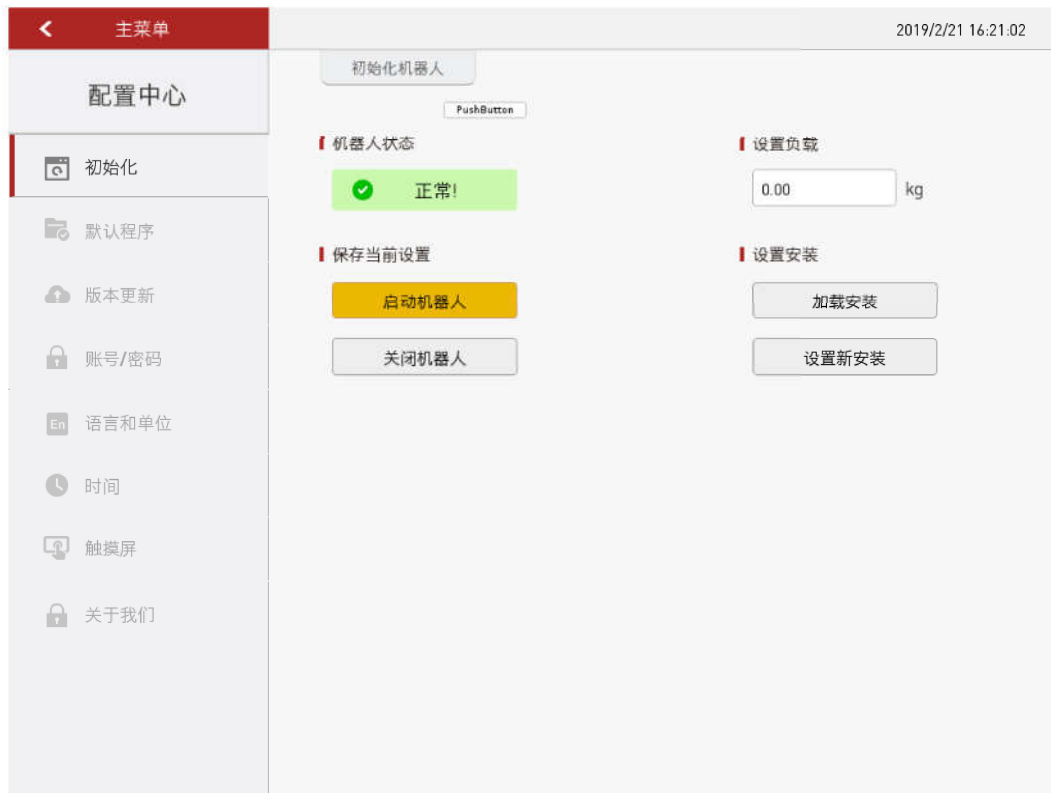 主菜单
2019/2/21 16:21:02
配置中心
初始化
默认程序
版本更新
账号/密码
En 语言和单位
时间
触摸屏
关于我们
初始化机器人
PushButton
机器人状态
正常!
保存当前设置
启动机器人
关闭机器人
设置负载
0.00 kg
设置安装
加载安装
设置新安装